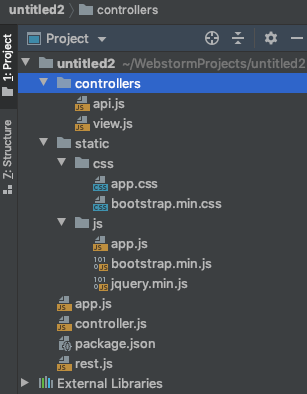 untitled2 controllers
Project
1: Project
Z: Structure
untitled2 ~/WebstormProjects/untitled2
controllers
api.js
view.js
static
css
app.css
bootstrap.min.css
js
app.js
bootstrap.min.js
jquery.min.js
app.js
controller.js
package.json
rest.js
External Libraries